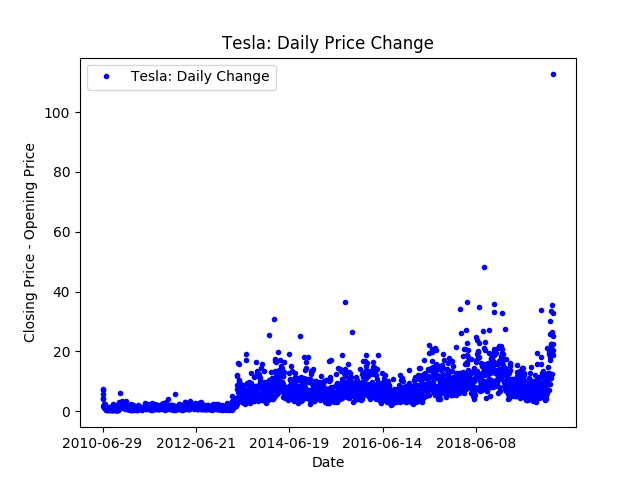 Tesla: Daily Price Change
Tesla: Daily Change
Closing Price - Opening Price
100
80
60
40
20
0
2010-06-29 2012-06-21 2014-06-19 2016-06-14 2018-06-08
Date